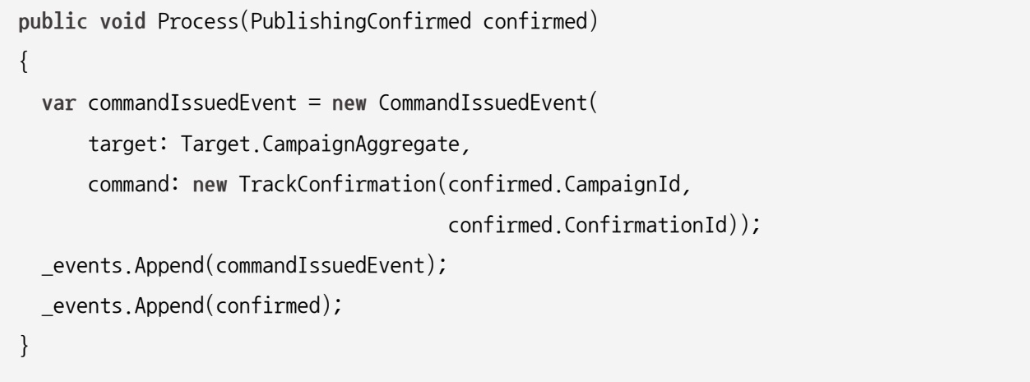 public void Process(PublishingConfirmed confirmed)
{
  var commandIssuedEvent = new CommandIssuedEvent(
      target: Target.CampaignAggregate,
      command: new TrackConfirmation(confirmed.CampaignId,
                                     confirmed.ConfirmationId));
  _events.Append(commandIssuedEvent);
  _events.Append(confirmed);
}